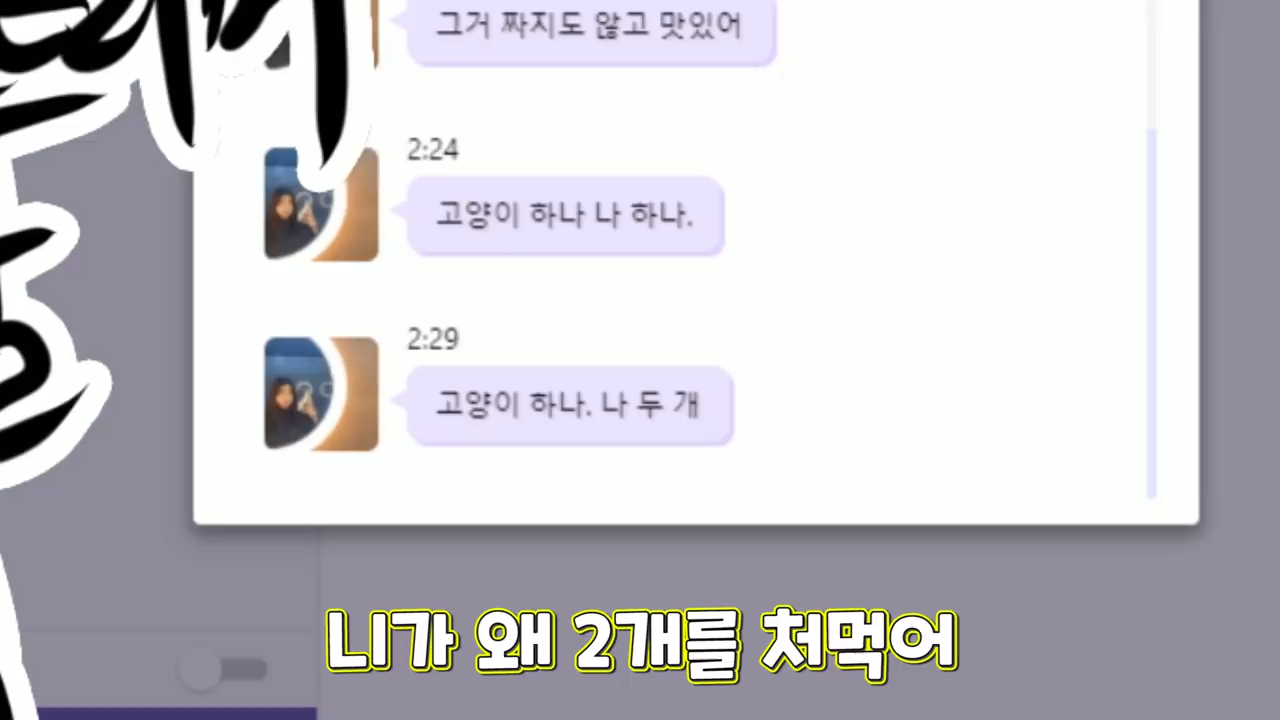 그거 짜지도 않고 맛있어
2:24
고양이 하나 나 하나.
2:29
고양이 하나. 나 두 개
니가 왜 2개를 처먹어